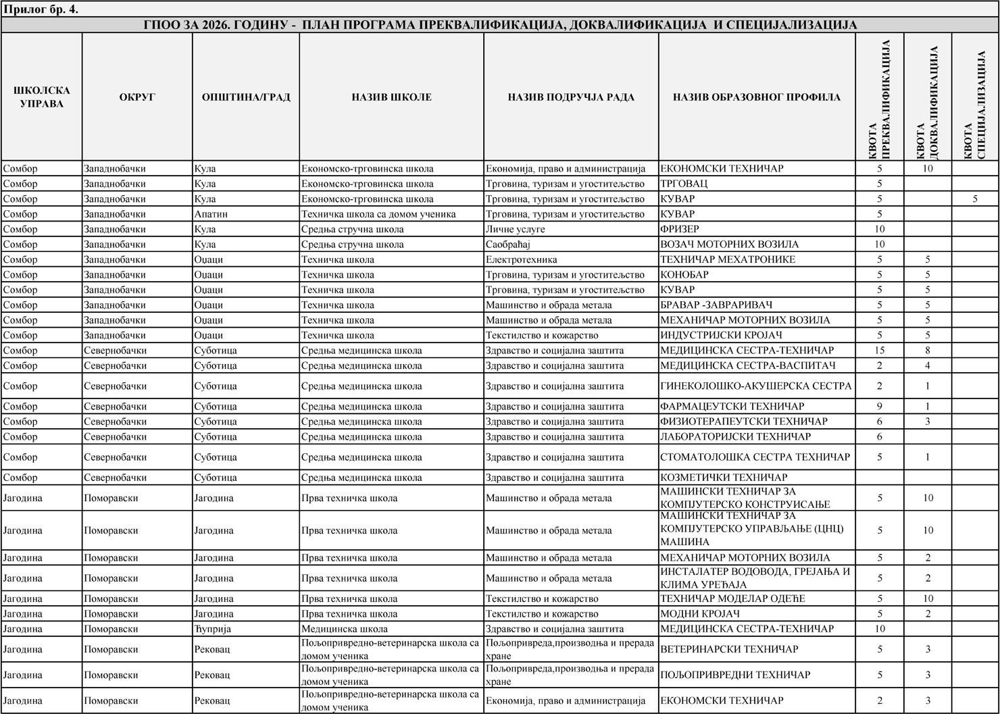 Прилог бр. 4.
ГПОО ЗА 2026. ГОДИНУ - ПЛАН ПРОГРАМА ПРЕКВАЛИФИКАЦИЈА, ДОКВАЛИФИКАЦИЈА И СПЕЦИЈАЛИЗАЦИЈА
ШКОЛСКА УПРАВА ОКРУГ ОПШТИНА/ГРАД НАЗИВ ШКОЛЕ НАЗИВ ПОДРУЧЈА РАДА НАЗИВ ОБРАЗОВНОГ ПРОФИЛА КВОТА ПРЕКВАЛИФИКАЦИЈА КВОТА ДОКВАЛИФИКАЦИЈА КВОТА СПЕЦИЈАЛИЗАЦИЈА
Сомбор Западнобачки Кула Економско-трговинска школа Економија, право и администрација ЕКОНОМСКИ ТЕХНИЧАР 5 10
Сомбор Западнобачки Кула Економско-трговинска школа Трговина, туризам и угоститељство ТРГОВАЦ 5
Сомбор Западнобачки Кула Економско-трговинска школа Трговина, туризам и угоститељство КУВАР 5 5
Сомбор Западнобачки Апатин Техничка школа са домом ученика Трговина, туризам и угоститељство КУВАР 5
Сомбор Западнобачки Кула Средња стручна школа Личне услуге ФРИЗЕР 10
Сомбор Западнобачки Кула Средња стручна школа Саобраћај ВОЗАЧ МОТОРНИХ ВОЗИЛА 10
Сомбор Западнобачки Оџаци Техничка школа Електротехника ТЕХНИЧАР МЕХАТРОНИКЕ 5 5
Сомбор Западнобачки Оџаци Техничка школа Трговина, туризам и угоститељство КОНОБАР 5 5
Сомбор Западнобачки Оџаци Техничка школа Трговина, туризам и угоститељство КУВАР 5 5
Сомбор Западнобачки Оџаци Техничка школа Машинство и обрада метала БРАВАР -ЗАВРАРИВАЧ 5 5
Сомбор Западнобачки Оџаци Техничка школа Машинство и обрада метала МЕХАНИЧАР МОТОРНИХ ВОЗИЛА 5 5
Сомбор Западнобачки Оџаци Техничка школа Текстилство и кожарство ИНДУСТРИЈСКИ КРОЈАЧ 5 5
Сомбор Севернобачки Суботица Средња медицинска школа Здравство и социјална заштита МЕДИЦИНСКА СЕСТРА-ТЕХНИЧАР 15 8
Сомбор Севернобачки Суботица Средња медицинска школа Здравство и социјална заштита МЕДИЦИНСКА СЕСТРА-ВАСПИТАЧ 2 4
Сомбор Севернобачки Суботица Средња медицинска школа Здравство и социјална заштита ГИНЕКОЛОШКО-АКУШЕРСКА СЕСТРА 2 1
Сомбор Севернобачки Суботица Средња медицинска школа Здравство и социјална заштита ФАРМАЦЕУТСКИ ТЕХНИЧАР 9 1
Сомбор Севернобачки Суботица Средња медицинска школа Здравство и социјална заштита ФИЗИОТЕРАПЕУТСКИ ТЕХНИЧАР 6 3
Сомбор Севернобачки Суботица Средња медицинска школа Здравство и социјална заштита ЛАБОРАТОРИЈСКИ ТЕХНИЧАР 6
Сомбор Севернобачки Суботица Средња медицинска школа Здравство и социјална заштита СТОМАТОЛОШКА СЕСТРА ТЕХНИЧАР 5 1
Сомбор Севернобачки Суботица Средња медицинска школа Здравство и социјална заштита КОЗМЕТИЧКИ ТЕХНИЧАР
Јагодина Поморавски Јагодина Прва техничка школа Машинство и обрада метала МАШИНСКИ ТЕХНИЧАР ЗА
КОМПЈУТЕРСКО КОНСТРУИСАЊЕ 5 10
Јагодина Поморавски Јагодина Прва техничка школа Машинство и обрада метала МАШИНСКИ ТЕХНИЧАР ЗА
КОМПЈУТЕРСКО УПРАВЉАЊЕ (ЦНЦ)
МАШИНА 5 10
Јагодина Поморавски Јагодина Прва техничка школа Машинство и обрада метала МЕХАНИЧАР МОТОРНИХ ВОЗИЛА 5 2
Јагодина Поморавски Јагодина Прва техничка школа Машинство и обрада метала ИНСТАЛАТЕР ВОДОВОДА, ГРЕЈАЊА И
КЛИМА УРЕЂАЈА 5 2
Јагодина Поморавски Јагодина Прва техничка школа Текстилство и кожарство ТЕХНИЧАР МОДЕЛАР ОДЕЋЕ 5 10
Јагодина Поморавски Јагодина Прва техничка школа Текстилство и кожарство МОДНИ КРОЈАЧ 5 2
Јагодина Поморавски Ћуприја Медицинска школа Здравство и социјална заштита МЕДИЦИНСКА СЕСТРА-ТЕХНИЧАР 10
Јагодина Поморавски Рековац Пољопривредно-ветеринарска школа са
домом ученика Пољопривреда,производња и прерада
хране ВЕТЕРИНАРСКИ ТЕХНИЧАР 5 3
Јагодина Поморавски Рековац Пољопривредно-ветеринарска школа са
домом ученика Пољопривреда,производња и прерада
хране ПОЉОПРИВРЕДНИ ТЕХНИЧАР 5 3
Јагодина Поморавски Рековац Пољопривредно-ветеринарска школа са
домом ученика Економија, право и администрација ЕКОНОМСКИ ТЕХНИЧАР 2 3